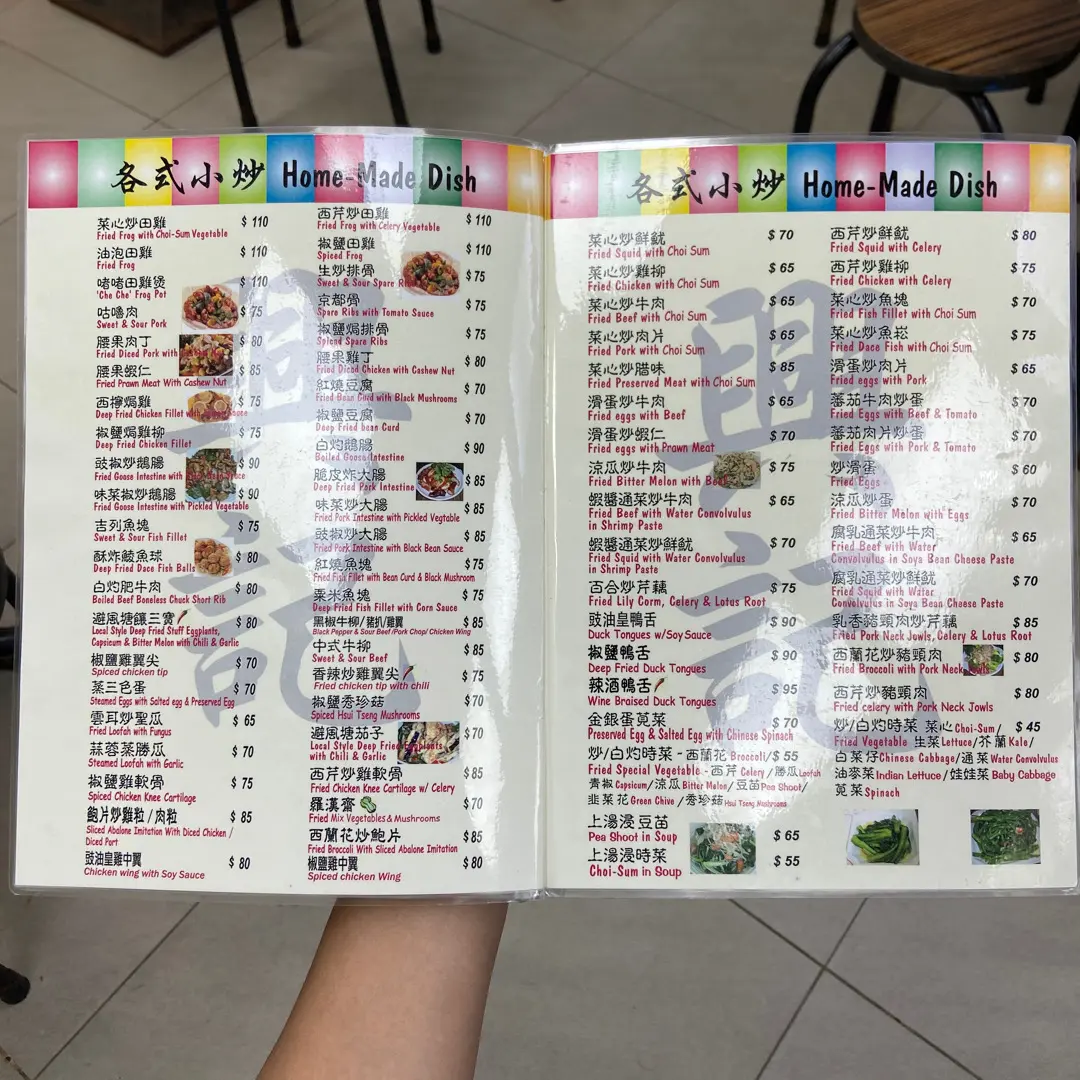 各式小炒 Home-Made Dish
菜心炒田雞 $ 110
Fried Frog with Choi-Sum Vegetable
油泡田雞 $ 110
Fried Frog
啫啫田雞煲 $ 110
'Che Che' Frog Pot
咕嚕肉 $ 75
Sweet & Sour Pork
腰果肉丁 $ 80
Fried Diced Pork with
腰果蝦仁 $ 85
Fried Prawn Meat With Cashew Nut
西檸焗雞 $ 75
Deep Fried Chicken Fillet with Sauce
椒鹽焗雞柳 $ 75
Deep Fried Chicken Fillet
豉椒炒鵝腸 $ 90
Fried Goose Intestine with Sauce
味菜椒炒鵝腸 $ 90
Fried Goose Intestine with Pickled Vegetable
吉列魚塊 $ 75
Sweet & Sour Fish Fillet
酥炸鯪魚球 $ 80
Deep Fried Dace Fish Balls
白灼肥牛肉 $ 80
Boiled Beef Boneless Chuck Short Rib
避風塘釀三寶 $ 80
Local Style Deep Fried Stuff Eggplants,
Capsicum & Bitter Melon with Chili & Garlic
椒鹽雞翼尖 $ 70
Spiced chicken tip
蒸三色蛋 $ 70
Steamed Eggs with Salted egg & Preserved Egg
雲耳炒聖瓜 $ 65
Fried Loofah with Fungus
蒜蓉蒸勝瓜 $ 70
Steamed Loofah with Garlic
椒鹽雞軟骨 $ 75
Spiced Chicken Knee Cartilage
鮑片炒雞粒 / 肉粒 $ 85
Sliced Abalone Imitation With Diced Chicken /
Diced Port
豉油皇雞中翼 $ 80
Chicken wing with Soy Sauce
西芹炒田雞 $ 110
Fried Frog with Celery Vegetable
椒鹽田雞 $ 110
Spiced Frog
生炒排骨 $ 75
Sweet & Sour Spare
京都骨 $ 75
Spare Ribs with Tomato Sauce
椒鹽焗排骨 $ 75
Spiced Spare Ribs
腰果雞丁 $ 80
Fried Diced Chicken with Cashew Nut
紅燒豆腐 $ 70
Fried Bean Card with Black Mushrooms
椒鹽豆腐 $ 70
Deep Fried bean Card
白灼鵝腸 $ 90
Boiled Goose Intestine
脆皮炸大腸 $ 85
Deep Fried Pork Intestine
味菜炒大腸 $ 85
Fried Pork Intestine with Pickled Vegtable
豉椒炒大腸 $ 85
Fried Pork Intestine with Black Bean Sauce
紅燒魚塊 $ 75
Fried Fish Fillet with Bean Curd & Black Mushroom
粟米魚塊 $ 75
Deep Fried Fish Fillet with Corn Sauce
黑椒牛柳/豬扒/雞翼 $ 75
Black Pepper & Sour Beef /Pork Chop/ Chicken Wing
中式牛柳 $ 80
Sweet & Sour Beef
香辣炒雞翼尖 $ 75
Fried chicken tip with chili
椒鹽秀珍菇 $ 70
Spiced Hsui Tseng Mushrooms
避風塘茄子 $ 70
Local Style Deep Fried Eggplants
with Chili & Garlic
西芹炒雞軟骨 $ 85
Fried Chicken Knee Cartilage w/ Celery
羅漢齋 $ 70
Fried Mix Vegetables & Mushrooms
西蘭花炒鮑片 $ 85
Fried Broccoli With Sliced Abalone Imitation
椒鹽雞中翼 $ 80
Spiced chicken Wing
各式小炒 Home-Made Dish
菜心炒鮮魷 $ 70
Fried Squid with Choi Sum
菜心炒雞柳 $ 65
Fried Chicken with Choi Sum
菜心炒牛肉 $ 65
Fried Beef with Choi Sum
菜心炒肉片 $ 65
Fried Pork with Choi Sum
菜心炒腊味 $ 85
Fried Preserved Meat with Choi Sum
滑蛋炒牛肉 $ 65
Fried eggs with Beef
滑蛋炒蝦仁 $ 70
Fried eggs with Prawn Meat
涼瓜炒牛肉 $ 75
Fried Bitter Melon with Beef
蝦醬通菜炒牛肉 $ 65
Fried Beef with Water Convolvulus
in Shrimp Paste
蝦醬通菜炒鮮魷 $ 70
Fried Squid with Water Convolvulus
in Shrimp Paste
百合炒芹藕 $ 75
Fried Lily Corm, Celery & Lotus Root
豉油皇鴨舌 $ 90
Duck Tongues w/Soy Sauce
椒鹽鴨舌 $ 90
Deep Fried Duck Tongues
辣酒鴨舌 $ 95
Wine Braised Duck Tongues
金銀蛋莧菜 $ 70
Preserved Egg & Salted Egg with Chinese Spinach
炒/白灼時菜 - 西蘭花 Broccoli/ $ 55
Fried Special Vegetable - 西芹 Celery / 勝瓜 Loofah
青椒 Capsicum / 涼瓜 Bitter Melon / 豆苗 Pea Shoot/
韭菜花 Green Chive / 秀珍菇 Hsui Tseng Mushrooms
上湯浸豆苗 $ 65
Pea Shoot in Soup
上湯浸時菜 $ 55
Choi-Sum in Soup
西芹炒鮮魷 $ 80
Fried Squid with Celery
西芹炒雞柳 $ 75
Fried Chicken with Celery
菜心炒魚塊 $ 70
Fried Fish Fillet with Choi Sum
菜心炒魚崧 $ 75
Fried Dace Fish with Choi Sum
滑蛋炒肉片 $ 65
Fried eggs with Pork
蕃茄牛肉炒蛋 $ 70
Fried Eggs with Beef & Tomato
蕃茄肉片炒蛋 $ 70
Fried Eggs with Pork & Tomato
炒滑蛋 $ 60
Fried Eggs
涼瓜炒蛋 $ 70
Fried Bitter Melon with Eggs
腐乳通菜炒牛肉 $ 65
Fried Beef with Water
Convolvulus in Soya Bean Cheese Paste
腐乳通菜炒鮮魷 $ 70
Fried Squid with Water
Convolvulus in Soya Bean Cheese Paste
乳香豬頸肉炒芹藕 $ 85
Fried Pork Neck Jowls, Celery & Lotus Root
西蘭花炒豬頸肉 $ 80
Fried Broccoli with Pork Neck Jowls
西芹炒豬頸肉 $ 80
Fried celery with Pork Neck Jowls
炒/白灼時菜 菜心 Choi-Sum/ $ 45
Fried Vegetable 生菜 Lettuce / 芥蘭 Kale /
白菜仔 Chinese Cabbage / 通菜 Water Convolvulus
油麥菜 Indian Lettuce / 娃娃菜 Baby Cabbage
莧菜 Spinach